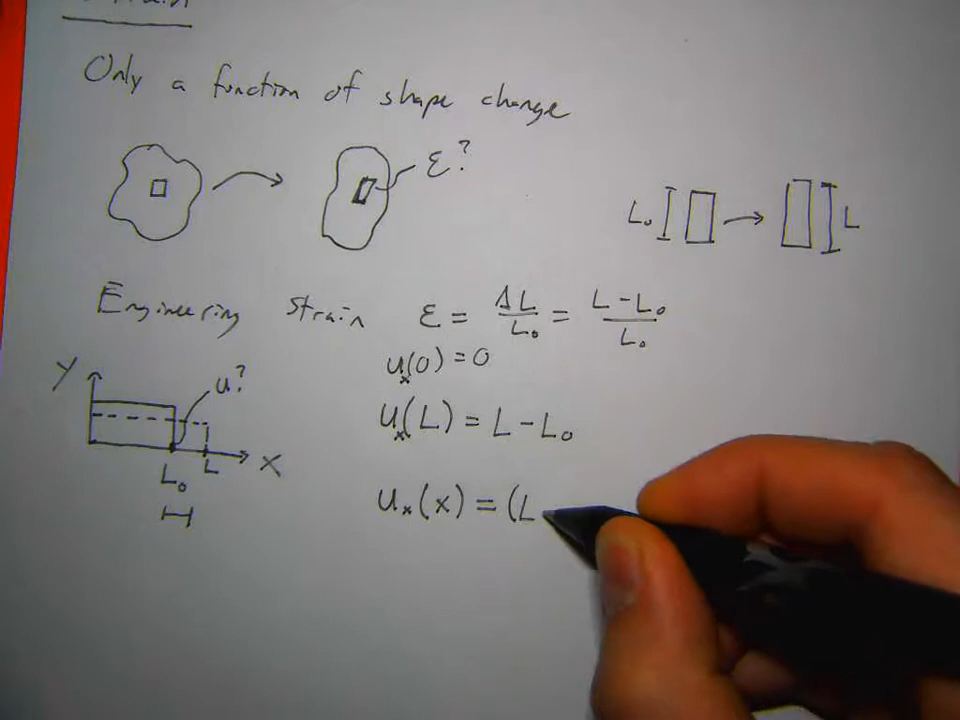 Only a function of shape change
ε?
L₀ L
Engineering Strain ε = ΔL/L₀ = L-L₀/L₀
uₓ(0) = 0
Y u?
uₓ(L) = L-L₀
L₀ L X
uₓ(x) = (L